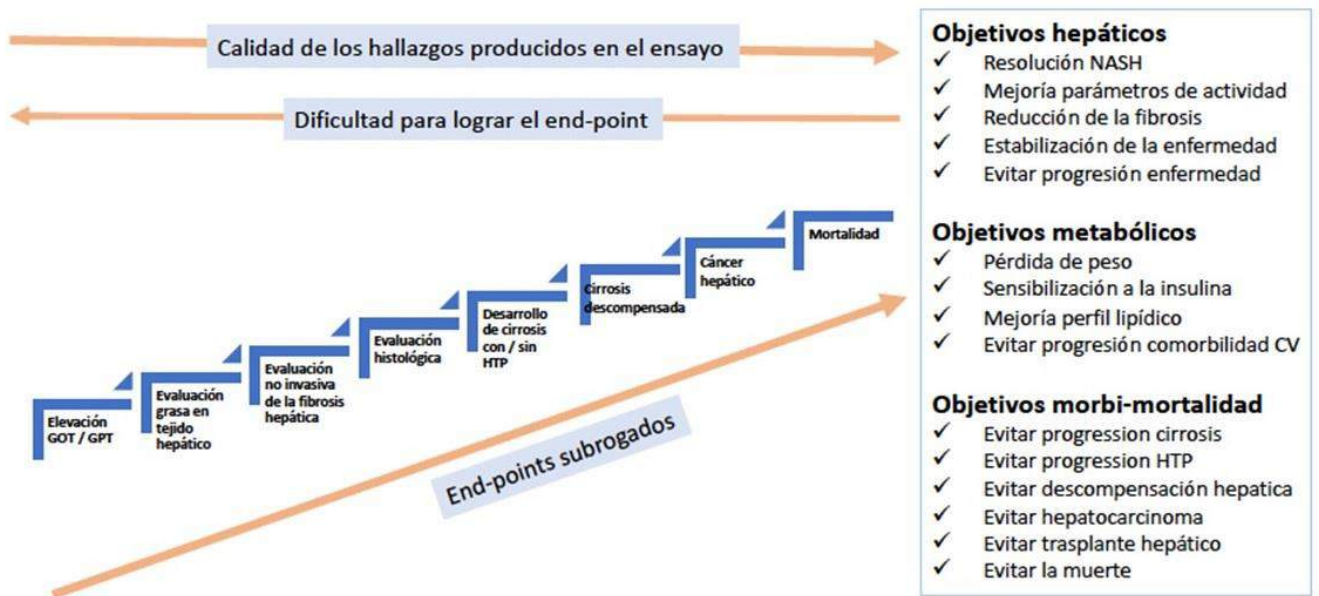 Calidad de los hallazgos producidos en el ensayo
Dificultad para lograr el end-point
Elevación
GOT / GPT
Evaluación
grasa en
tejido
hepático
Evaluación
no invasiva
de la fibrosis
hepática
Evaluación
histológica
Desarrollo
de cirrosis
con / sin
HTP
Cirrosis
descompensada
Cáncer
hepático
Mortalidad
End-points subrogados
Objetivos hepáticos
✓ Resolución NASH
✓ Mejoría parámetros de actividad
✓ Reducción de la fibrosis
✓ Estabilización de la enfermedad
✓ Evitar progresión enfermedad
Objetivos metabólicos
✓ Pérdida de peso
✓ Sensibilización a la insulina
✓ Mejoría perfil lipídico
✓ Evitar progresión comorbilidad CV
Objetivos morbi-mortalidad
✓ Evitar progression cirrosis
✓ Evitar progression HTP
✓ Evitar descompensación hepatica
✓ Evitar hepatocarcinoma
✓ Evitar trasplante hepático
✓ Evitar la muerte